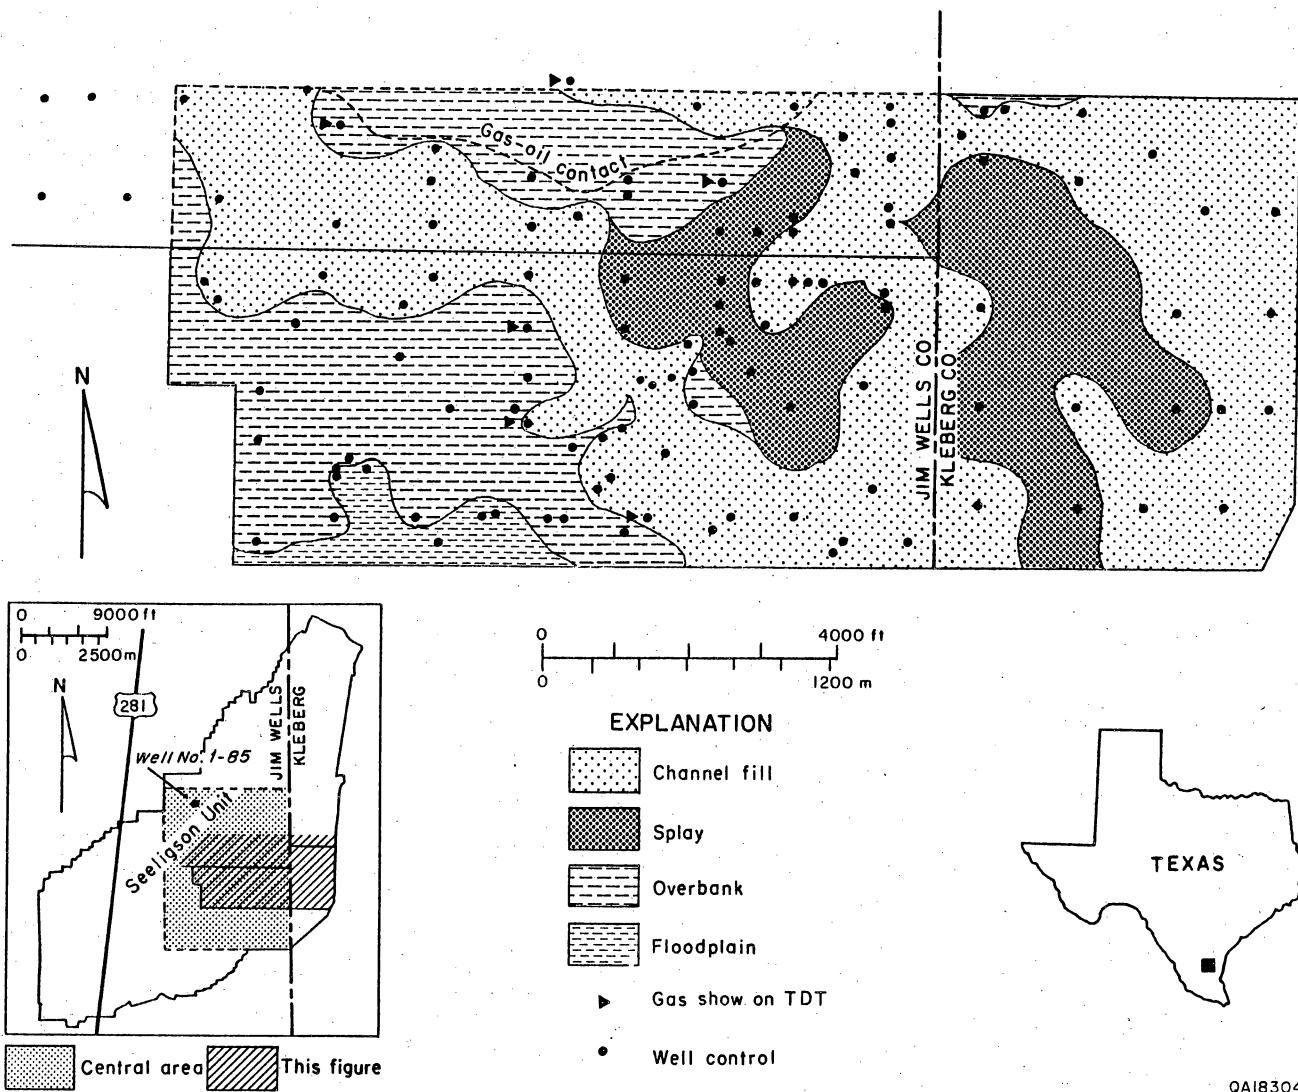 Gas-oil contact
JIM WELLS CO
KLEBERG CO
N
0 9000 ft
0 2500 m
N
281
JIM WELLS
KLEBERG
Well No. 1-85
Seeligson Unit
Central area
This figure
0 4000 ft
0 1200 m
EXPLANATION
Channel fill
Splay
Overbank
Floodplain
Gas show on TDT
Well control
TEXAS
QA18304